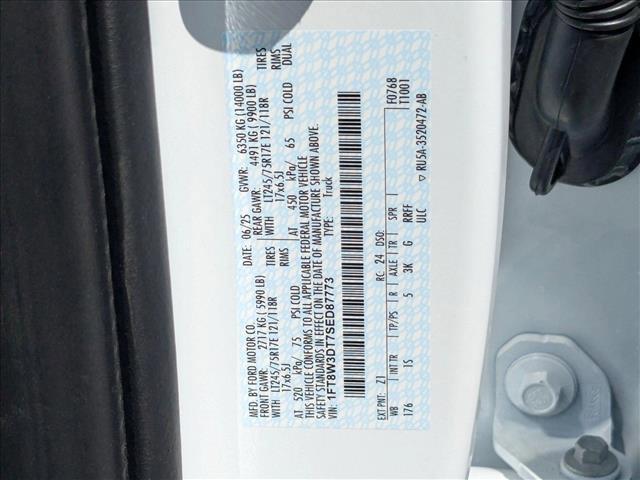 BY FORD MOTOR CO.
DATE: 06/25 GVWR: 6350 KG (14000 LB)
FRONT GAWR: 2717 KG ( 5990 LB) REAR GAWR: 4491 KG ( 9900 LB)
WITH LT245/75R17E 121/118R TIRES WITH LT245/75R17E 121/118R TIRES
17x6.5J RIMS 17x6.5J RIMS
AT 520 kPa/ 75 PSI COLD AT 450 kPa/ 65 PSI COLD DUAL
THIS VEHICLE CONFORMS TO ALL APPLICABLE FEDERAL MOTOR VEHICLE
SAFETY STANDARDS IN EFFECT ON THE DATE OF MANUFACTURE SHOWN ABOVE.
VIN: 1FT8W3DT7SED87773 TYPE: Truck
F0768
T1001
EXT PNT: Z1 RC: 24 DSO:
WB INT TR TP/PS R AXLE TR SPR
176 15 5 3K G RRFF
ULC
▽ RU5A-3520472-AB